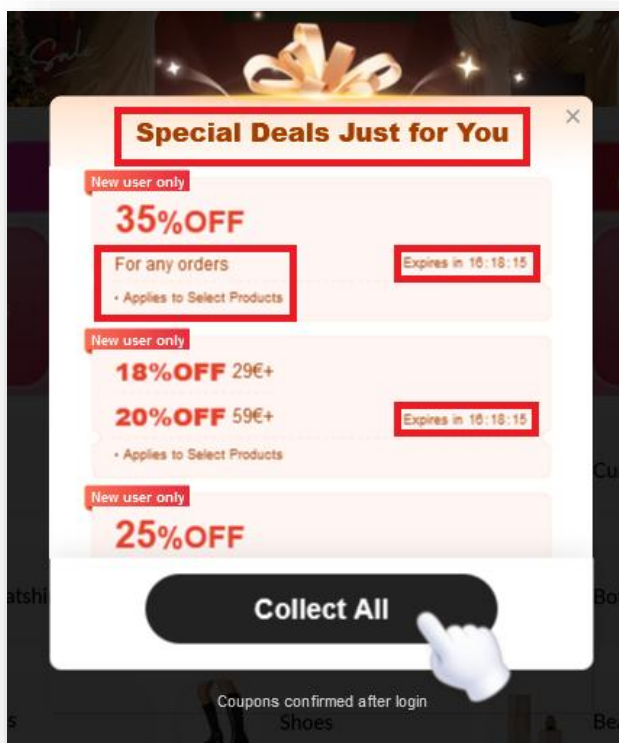 Sale
Special Deals Just for You
New user only
35%OFF
For any orders
Expires in 16:18:15
• Applies to Select Products
New user only
18%OFF 29€+
20%OFF 59€+
Expires in 16:18:15
• Applies to Select Products
New user only
25%OFF
Collect All
Coupons confirmed after login
Shoes